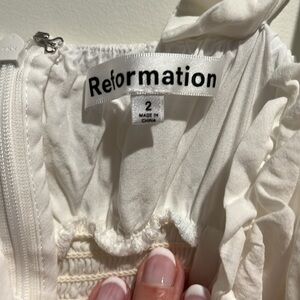 Reformation
2
MADE IN
CHINA